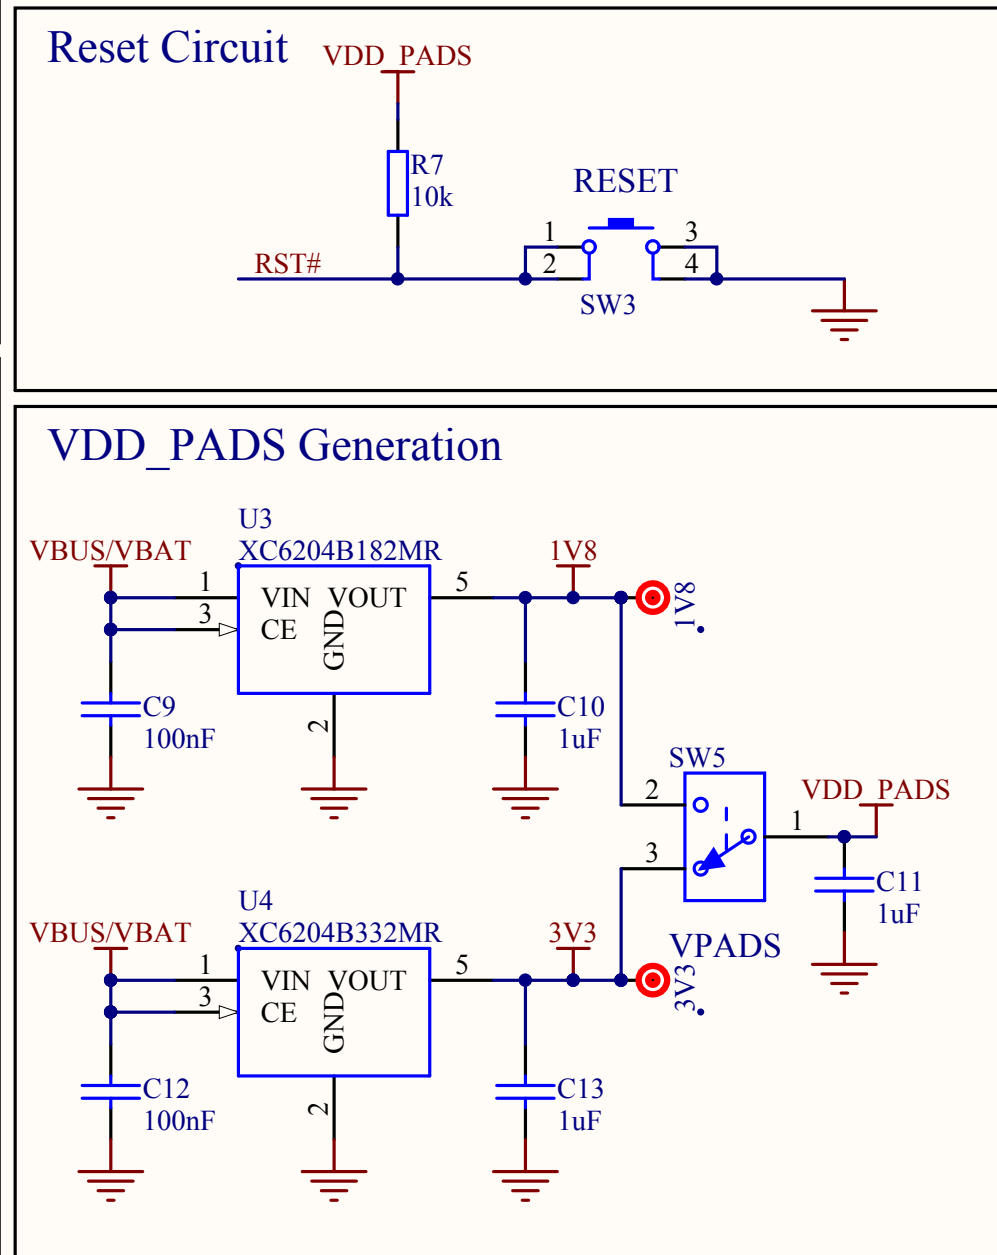 Reset Circuit
VDD_PADS
R7
10k
RESET
1
3
RST#
2
4
SW3
VDD_PADS Generation
U3
VBUS/VBAT
XC6204B182MR
1V8
1
VIN
VOUT
5
3
CE
GND
1V8
2
C9
100nF
C10
1uF
SW5
2
VDD_PADS
1
3
C11
1uF
U4
VBUS/VBAT
XC6204B332MR
3V3
VPADS
1
VIN
VOUT
5
3
CE
GND
3V3
2
C12
100nF
C13
1uF